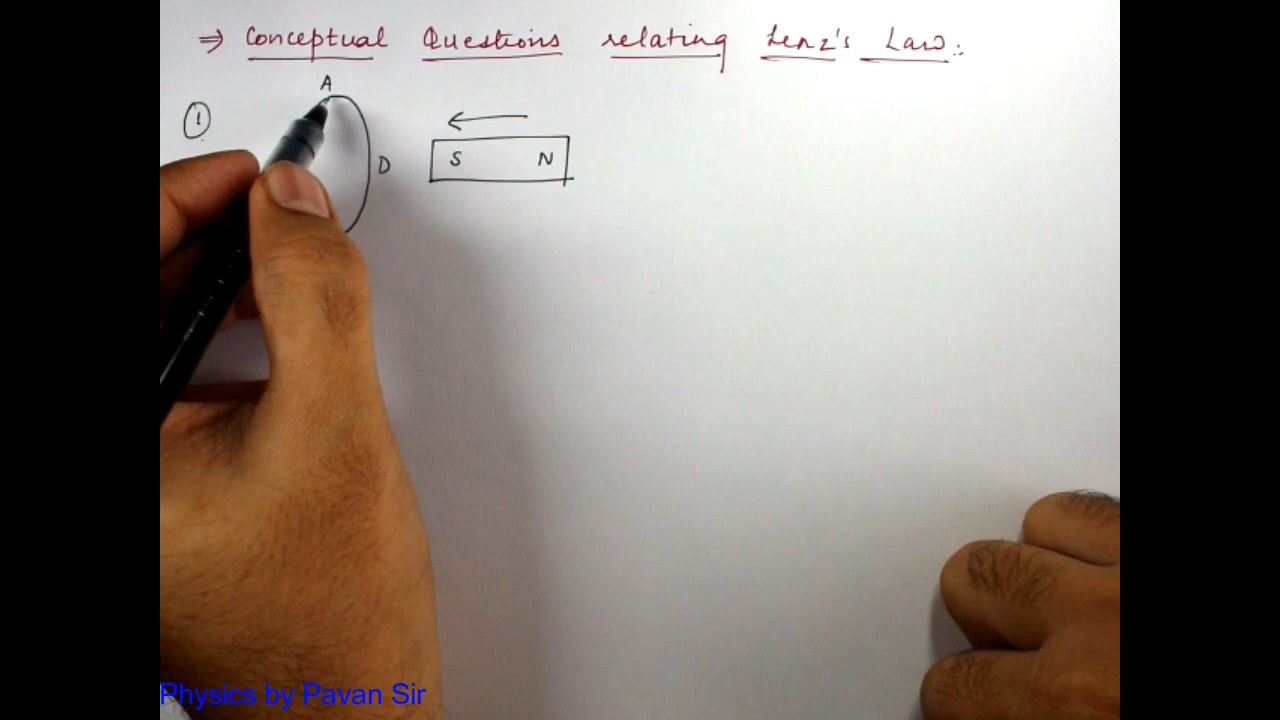 ⇒ Conceptual Questions relating Lenz's Law:
① A
D S N
Physics by Pavan Sir